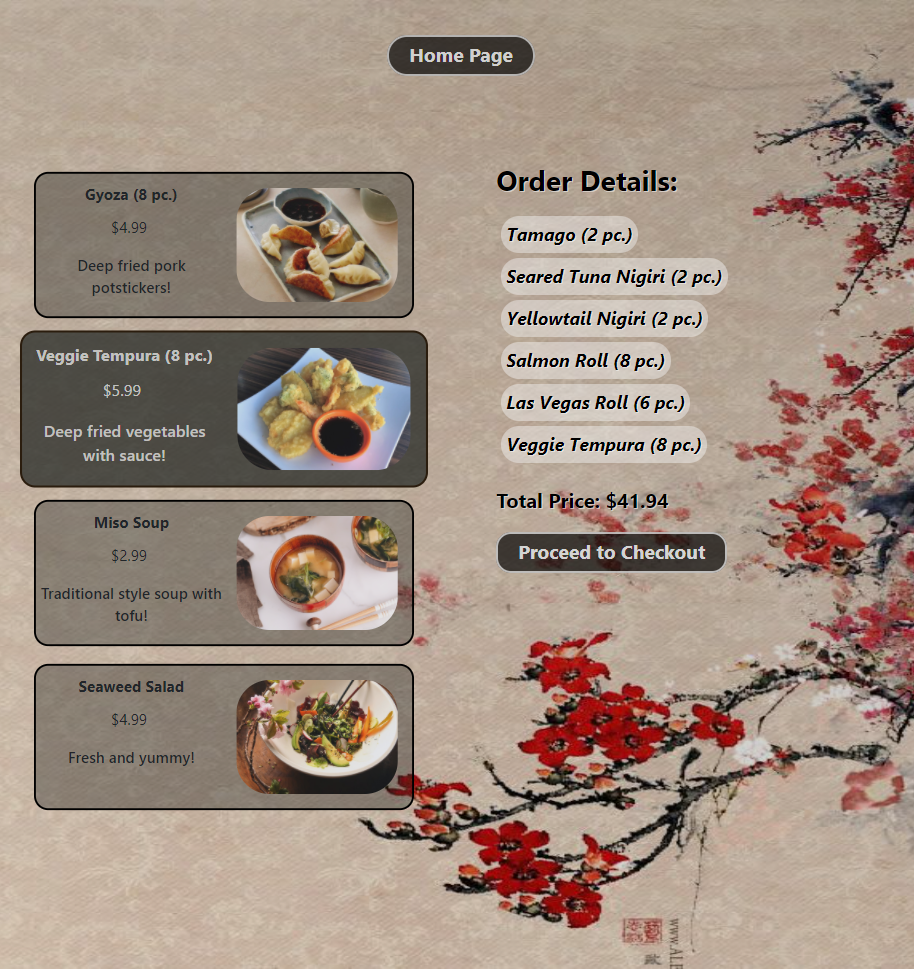 Home Page
Gyoza (8 pc.)
$4.99
Deep fried pork
potstickers!
Veggie Tempura (8 pc.)
$5.99
Deep fried vegetables
with sauce!
Miso Soup
$2.99
Traditional style soup with
tofu!
Seaweed Salad
$4.99
Fresh and yummy!
Order Details:
Tamago (2 pc.)
Seared Tuna Nigiri (2 pc.)
Yellowtail Nigiri (2 pc.)
Salmon Roll (8 pc.)
Las Vegas Roll (6 pc.)
Veggie Tempura (8 pc.)
Total Price: $41.94
Proceed to Checkout